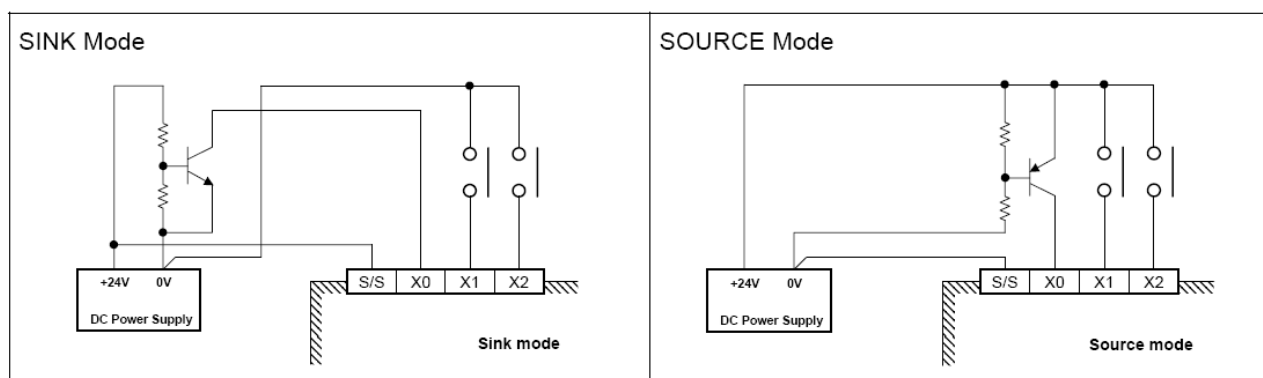 SINK Mode
+24V 0V
DC Power Supply
S/S X0 X1 X2
Sink mode
SOURCE Mode
+24V 0V
DC Power Supply
S/S X0 X1 X2
Source mode